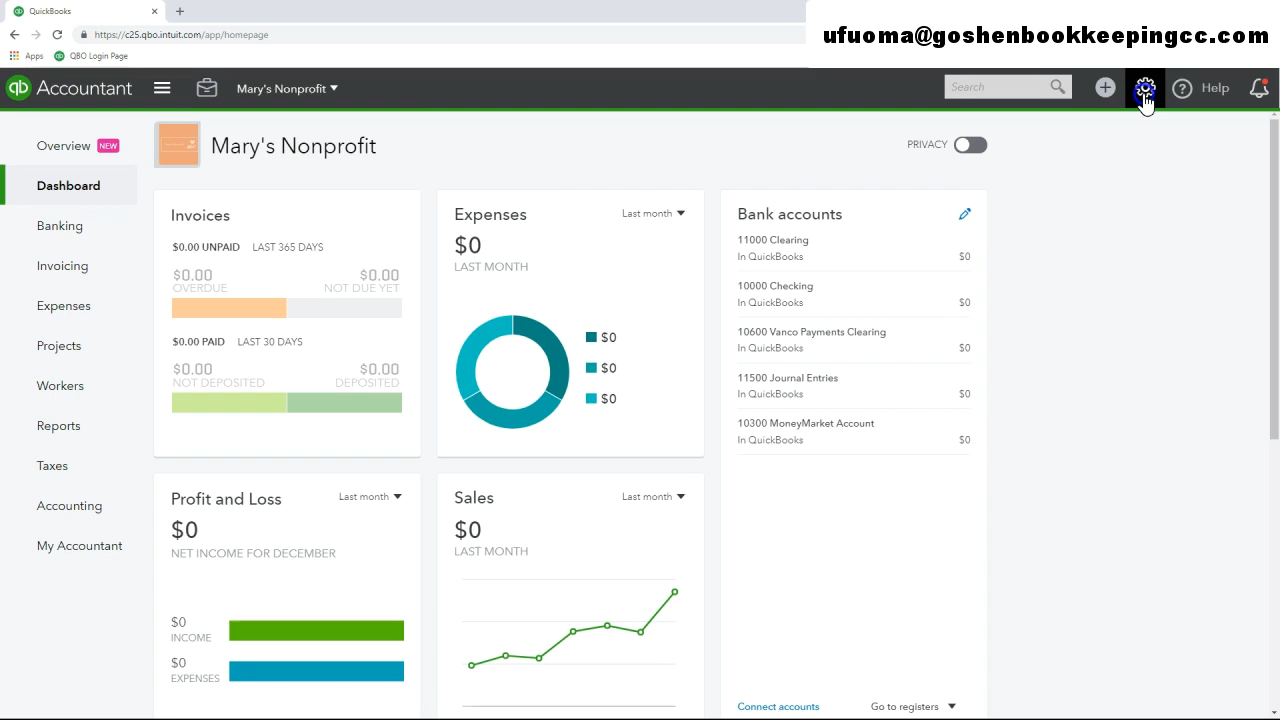 QuickBooks
https://c25.qbo.intuit.com/app/homepage
Apps QBO Login Page
ufuoma@goshenbookkeepingcc.com
qb Accountant
Mary's Nonprofit
Search
Help
Overview NEW
Dashboard
Banking
Invoicing
Expenses
Projects
Workers
Reports
Taxes
Accounting
My Accountant
Mary's Nonprofit
PRIVACY
Invoices
$0.00 UNPAID LAST 365 DAYS
$0.00 $0.00
OVERDUE NOT DUE YET
$0.00 PAID LAST 30 DAYS
$0.00 $0.00
NOT DEPOSITED DEPOSITED
Expenses Last month
$0
LAST MONTH
$0
$0
$0
Bank accounts
11000 Clearing
In QuickBooks $0
10000 Checking
In QuickBooks $0
10600 Vanco Payments Clearing
In QuickBooks $0
11500 Journal Entries
In QuickBooks $0
10300 MoneyMarket Account
In QuickBooks $0
Connect accounts Go to registers
Profit and Loss Last month
$0
NET INCOME FOR DECEMBER
$0
INCOME
$0
EXPENSES
Sales Last month
$0
LAST MONTH